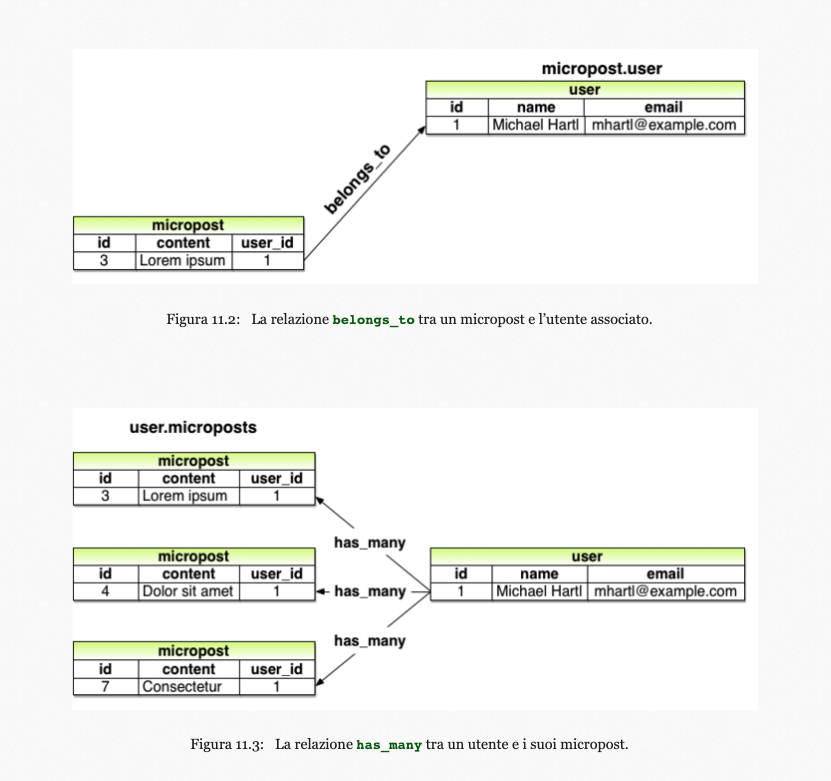 micropost.user
user
id name email
1 Michael Hartl mhartl@example.com
belongs_to
micropost
id content user_id
3 Lorem ipsum 1
Figura 11.2: La relazione belongs_to tra un micropost e l’utente associato.
user.microposts
micropost
id content user_id
3 Lorem ipsum 1
has_many
micropost
id content user_id
4 Dolor sit amet 1
has_many
user
id name email
1 Michael Hartl mhartl@example.com
has_many
micropost
id content user_id
7 Consectetur 1
Figura 11.3: La relazione has_many tra un utente e i suoi micropost.